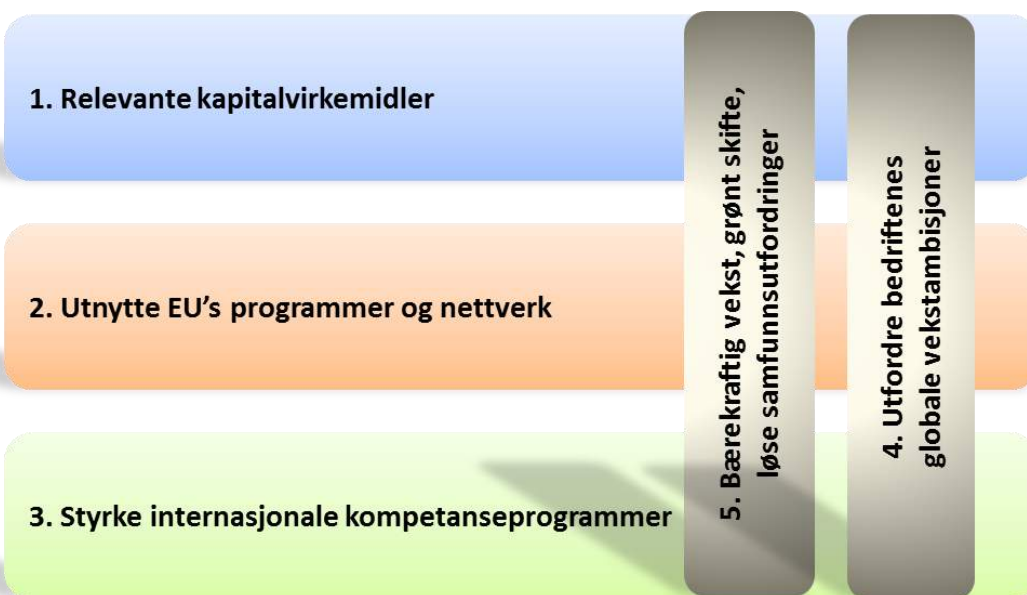 1. Relevante kapitalvirkemidler
2. Utnytte EU’s programmer og nettverk
3. Styrke internasjonale kompetanseprogrammer
5. Bærekraftig vekst, grønt skifte,
løse samfunnsutfordringer
4. Utfordre bedriftenes
globale vekstambisjoner